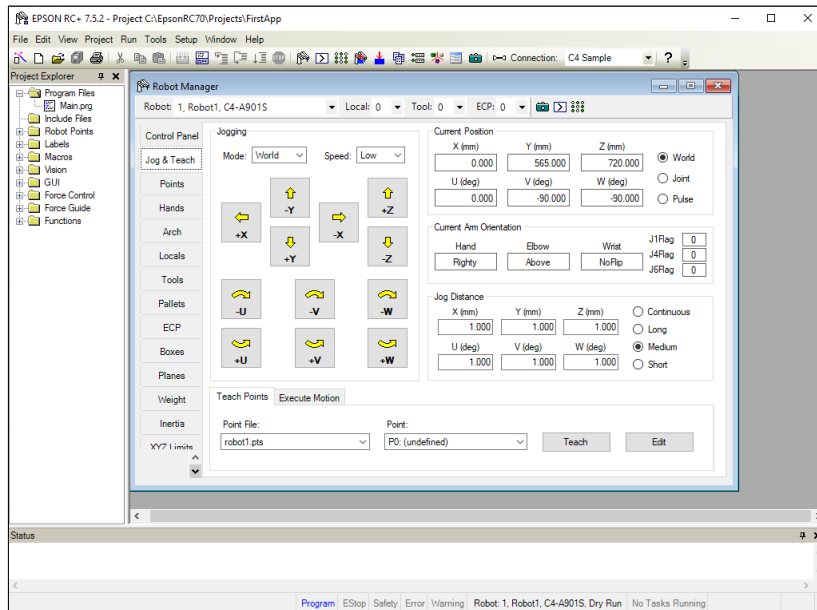 EPSON RC+ 7.5.2 - Project C:\EpsonRC70\Projects\FirstApp
File Edit View Project Run Tools Setup Window Help
Connection: C4 Sample
Project Explorer
Program Files
Main.prg
Include Files
Robot Points
Labels
Macros
Vision
GUI
Force Control
Force Guide
Functions
Robot Manager
Robot: 1, Robot1, C4-A901S Local: 0 Tool: 0 ECP: 0
Control Panel
Jog & Teach
Points
Hands
Arch
Locals
Tools
Pallets
ECP
Boxes
Planes
Weight
Inertia
XYZ Limits
Jogging
Mode: World Speed: Low
-Y +Z
+X -X
+Y -Z
-U -V -W
+U +V +W
Current Position
X (mm) Y (mm) Z (mm)
0.000 565.000 720.000
U (deg) V (deg) W (deg)
0.000 -90.000 -90.000
World
Joint
Pulse
Current Arm Orientation
Hand Elbow Wrist
Righty Above NoFlip
J1Flag 0
J4Flag 0
J6Flag 0
Jog Distance
X (mm) Y (mm) Z (mm)
1.000 1.000 1.000
U (deg) V (deg) W (deg)
1.000 1.000 1.000
Continuous
Long
Medium
Short
Teach Points Execute Motion
Point File: Point:
robot1.pts P0: (undefined) Teach Edit
Status
Program EStop Safety Error Warning Robot: 1, Robot1, C4-A901S, Dry Run No Tasks Running